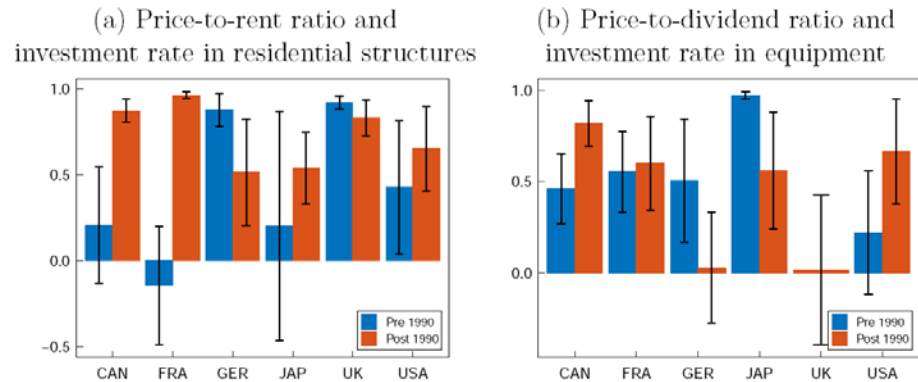 (a) Price-to-rent ratio and
investment rate in residential structures
1.0
0.5
0.0
−0.5
CAN FRA GER JAP UK USA
Pre 1990
Post 1990
(b) Price-to-dividend ratio and
investment rate in equipment
1.0
0.5
0.0
CAN FRA GER JAP UK USA
Pre 1990
Post 1990